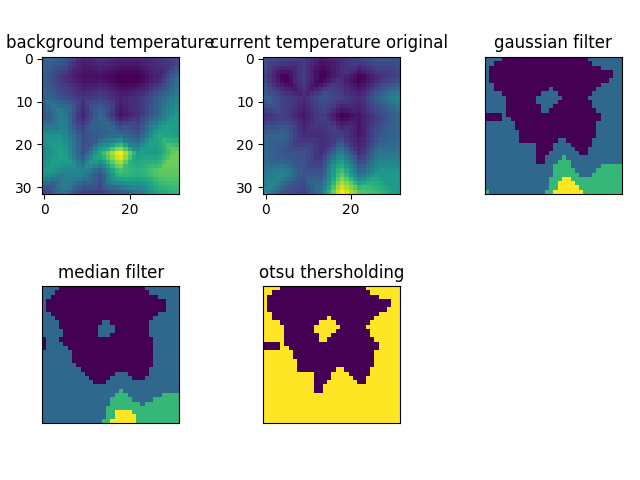 background temperature
current temperature original
gaussian filter
0
10
20
30
0
20
0
10
20
30
0
20
median filter
otsu thersholding